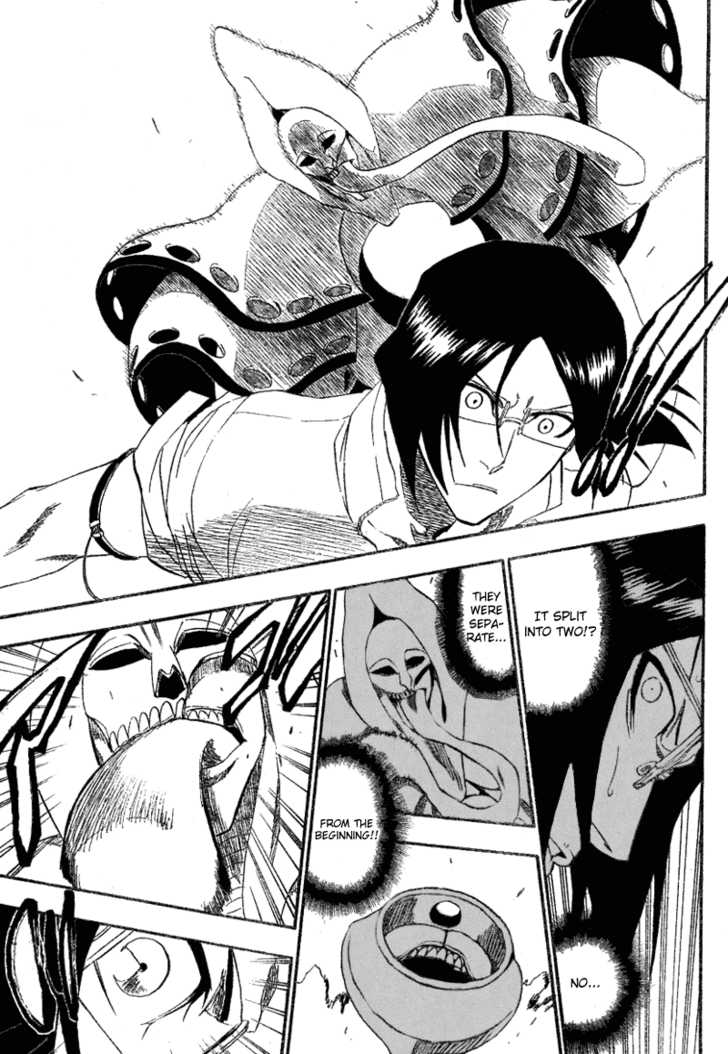 IT SPLIT
INTO TWO!?
NO...
THEY
WERE
SEPA-
RATE...
FROM THE
BEGINNING!!